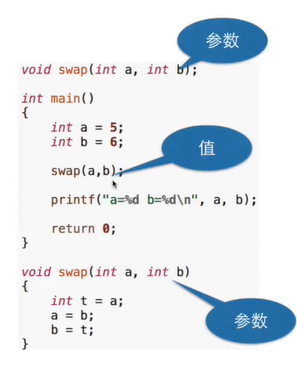 参数
void swap(int a, int b);
int main()
{
int a = 5;
int b = 6;
值
swap(a,b);
printf("a=%d b=%d\n", a, b);
return 0;
}
void swap(int a, int b)
{
int t = a;
参数
a = b;
b = t;
}